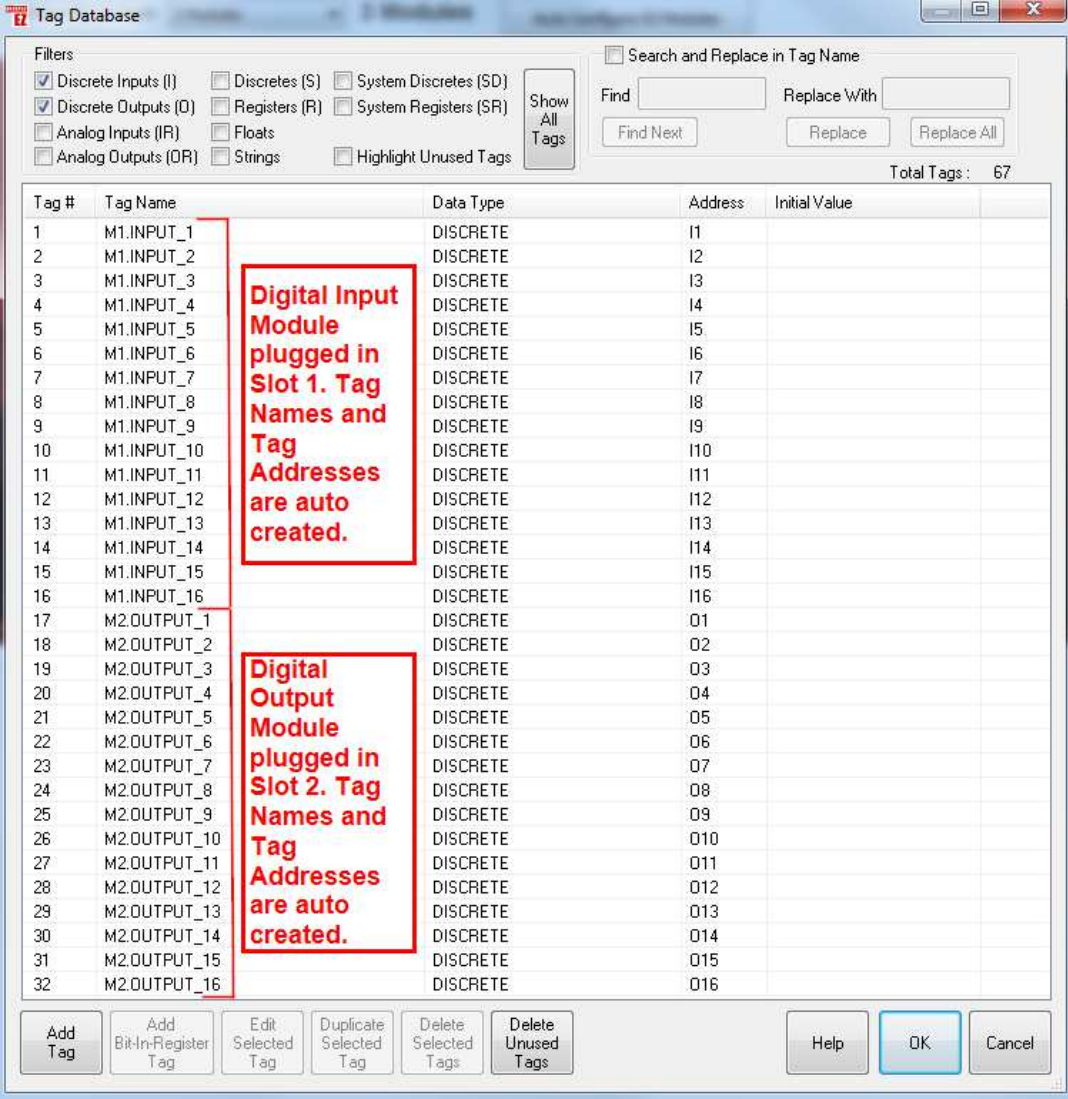 3 Modules
Tag Database
Filters
Discrete Inputs (I)
Discretes (S)
System Discretes (SD)
Discrete Outputs (O)
Registers (R)
System Registers (SR)
Analog Inputs (IR)
Floats
Analog Outputs (OR)
Strings
Highlight Unused Tags
Show
All
Tags
Search and Replace in Tag Name
Find
Replace With
Find Next
Replace
Replace All
Total Tags : 67
Tag # Tag Name Data Type Address Initial Value
1 M1.INPUT_1 DISCRETE I1
2 M1.INPUT_2 DISCRETE I2
3 M1.INPUT_3 DISCRETE I3
4 M1.INPUT_4 DISCRETE I4
5 M1.INPUT_5 DISCRETE I5
6 M1.INPUT_6 DISCRETE I6
7 M1.INPUT_7 DISCRETE I7
8 M1.INPUT_8 DISCRETE I8
9 M1.INPUT_9 DISCRETE I9
10 M1.INPUT_10 DISCRETE I10
11 M1.INPUT_11 DISCRETE I11
12 M1.INPUT_12 DISCRETE I12
13 M1.INPUT_13 DISCRETE I13
14 M1.INPUT_14 DISCRETE I14
15 M1.INPUT_15 DISCRETE I15
16 M1.INPUT_16 DISCRETE I16
17 M2.OUTPUT_1 DISCRETE O1
18 M2.OUTPUT_2 DISCRETE O2
19 M2.OUTPUT_3 DISCRETE O3
20 M2.OUTPUT_4 DISCRETE O4
21 M2.OUTPUT_5 DISCRETE O5
22 M2.OUTPUT_6 DISCRETE O6
23 M2.OUTPUT_7 DISCRETE O7
24 M2.OUTPUT_8 DISCRETE O8
25 M2.OUTPUT_9 DISCRETE O9
26 M2.OUTPUT_10 DISCRETE O10
27 M2.OUTPUT_11 DISCRETE O11
28 M2.OUTPUT_12 DISCRETE O12
29 M2.OUTPUT_13 DISCRETE O13
30 M2.OUTPUT_14 DISCRETE O14
31 M2.OUTPUT_15 DISCRETE O15
32 M2.OUTPUT_16 DISCRETE O16
Digital Input
Module
plugged in
Slot 1. Tag
Names and
Tag
Addresses
are auto
created.
Digital
Output
Module
plugged in
Slot 2. Tag
Names and
Tag
Addresses
are auto
created.
Add
Tag
Add
Bit-In-Register
Tag
Edit
Selected
Tag
Duplicate
Selected
Tag
Delete
Selected
Tags
Delete
Unused
Tags
Help
OK
Cancel